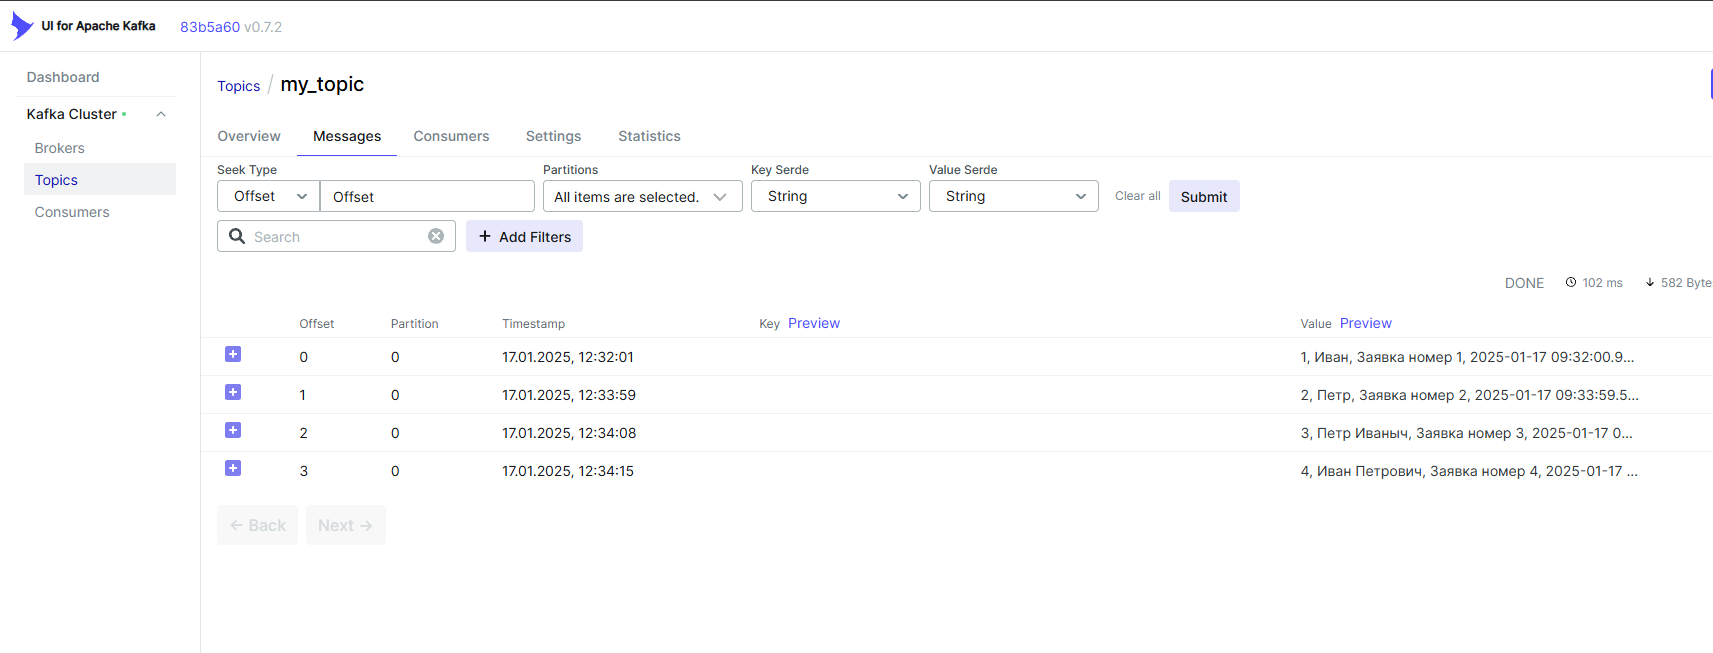 UI for Apache Kafka 83b5a60 v0.7.2
Dashboard
Kafka Cluster
Brokers
Topics
Consumers
Topics / my_topic
Overview Messages Consumers Settings Statistics
Seek Type Partitions Key Serde Value Serde
Offset Offset All items are selected. String String Clear all Submit
Search + Add Filters
DONE 102 ms 582 Byte
Offset Partition Timestamp Key Preview Value Preview
0 0 17.01.2025, 12:32:01 1, Иван, Заявка номер 1, 2025-01-17 09:32:00.9...
1 0 17.01.2025, 12:33:59 2, Петр, Заявка номер 2, 2025-01-17 09:33:59.5...
2 0 17.01.2025, 12:34:08 3, Петр Иваныч, Заявка номер 3, 2025-01-17 0...
3 0 17.01.2025, 12:34:15 4, Иван Петрович, Заявка номер 4, 2025-01-17 ...
← Back Next →